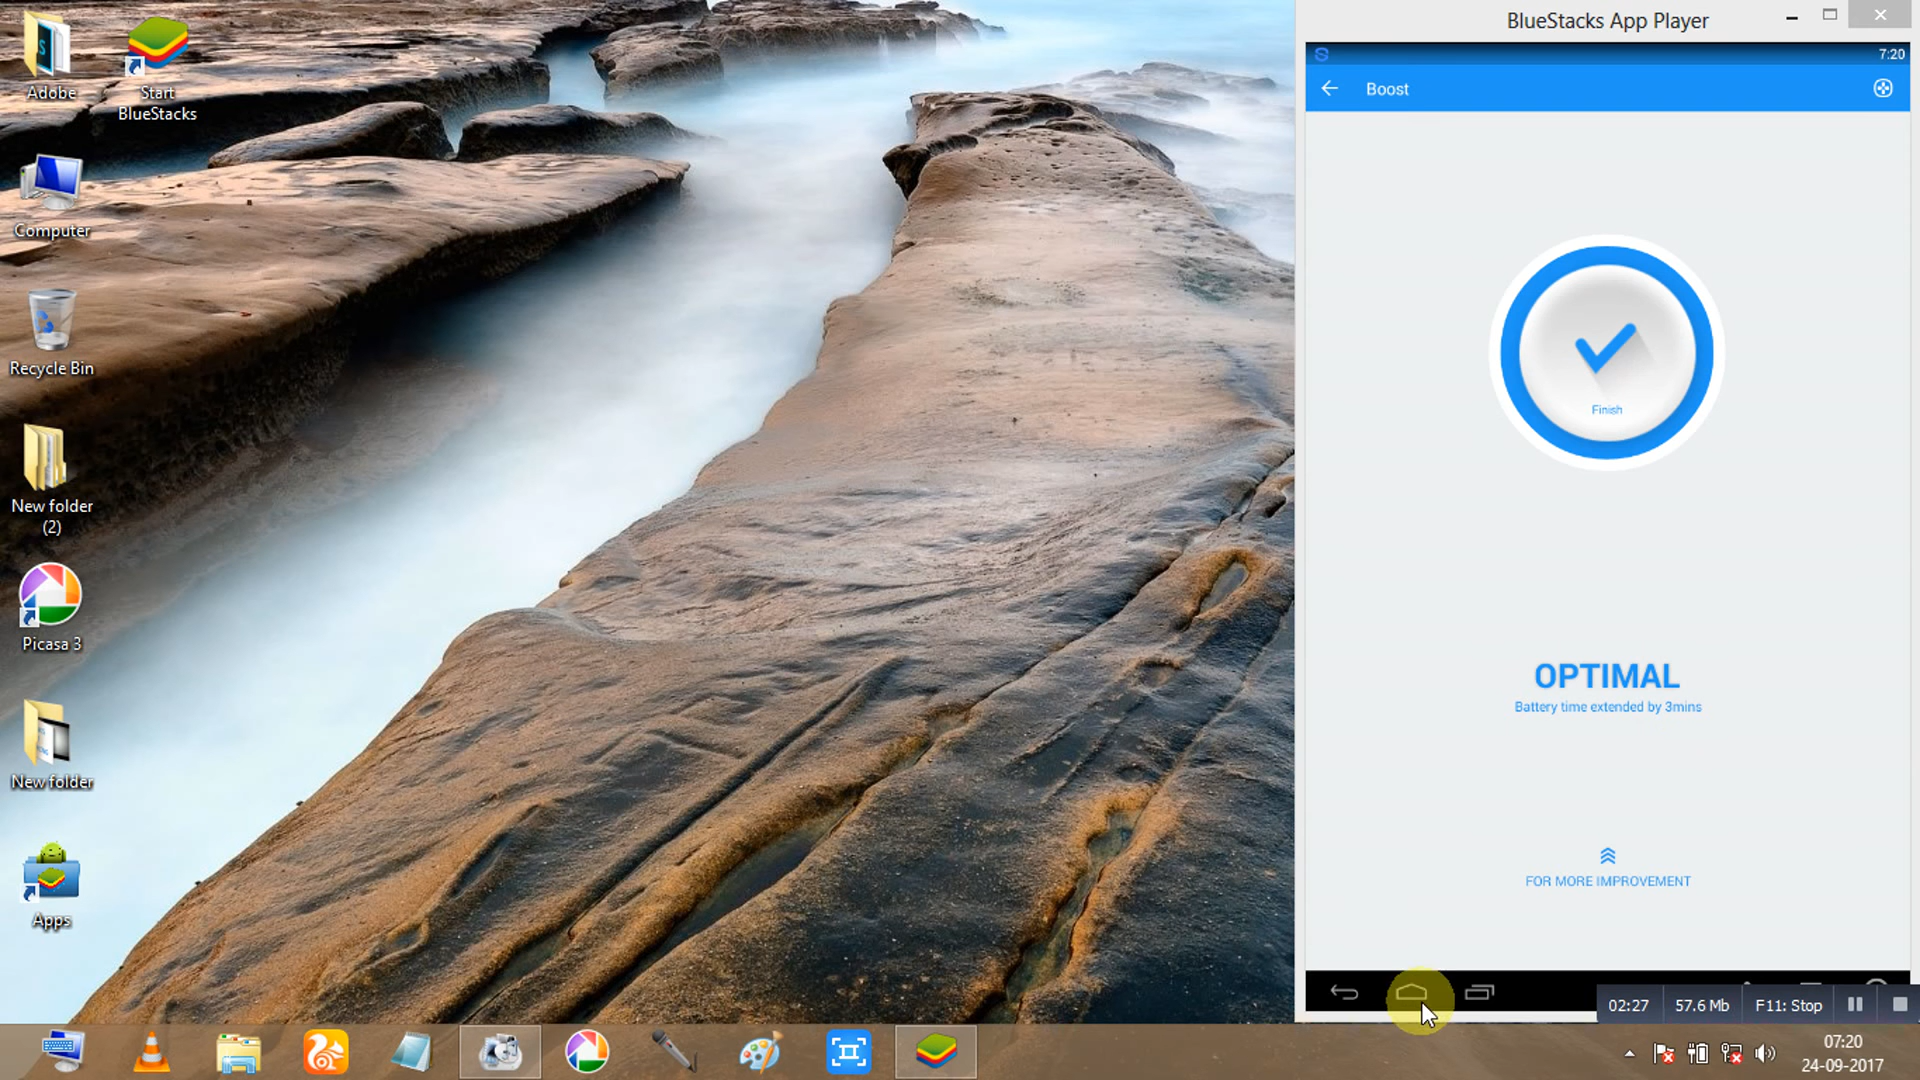 Adobe
Start
BlueStacks
Computer
Recycle Bin
New folder
(2)
Picasa 3
New folder
Apps
BlueStacks App Player
7:20
Boost
Finish
OPTIMAL
Battery time extended by 3mins
FOR MORE IMPROVEMENT
02:27
57.6 Mb
F11: Stop
07:20
24-09-2017